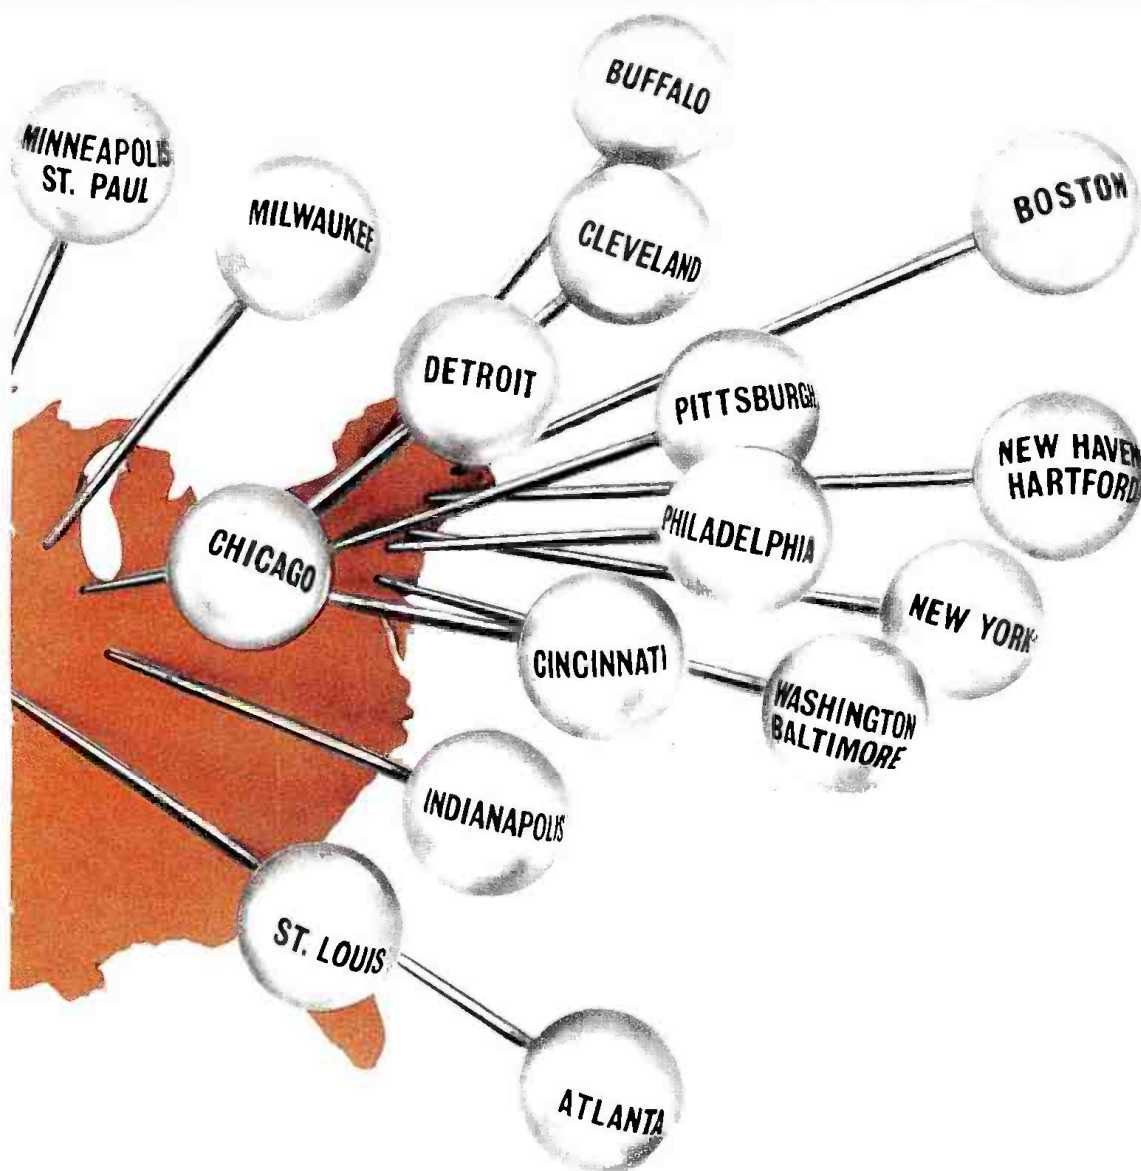 BUFFALO
MINNEAPOLIS
ST. PAUL
MILWAUKEE
CLEVELAND
BOSTON
DETROIT
PITTSBURGH
NEW HAVEN
HARTFORD
CHICAGO
PHILADELPHIA
NEW YORK
CINCINNATI
WASHINGTON
BALTIMORE
INDIANAPOLIS
ST. LOUIS
ATLANTA